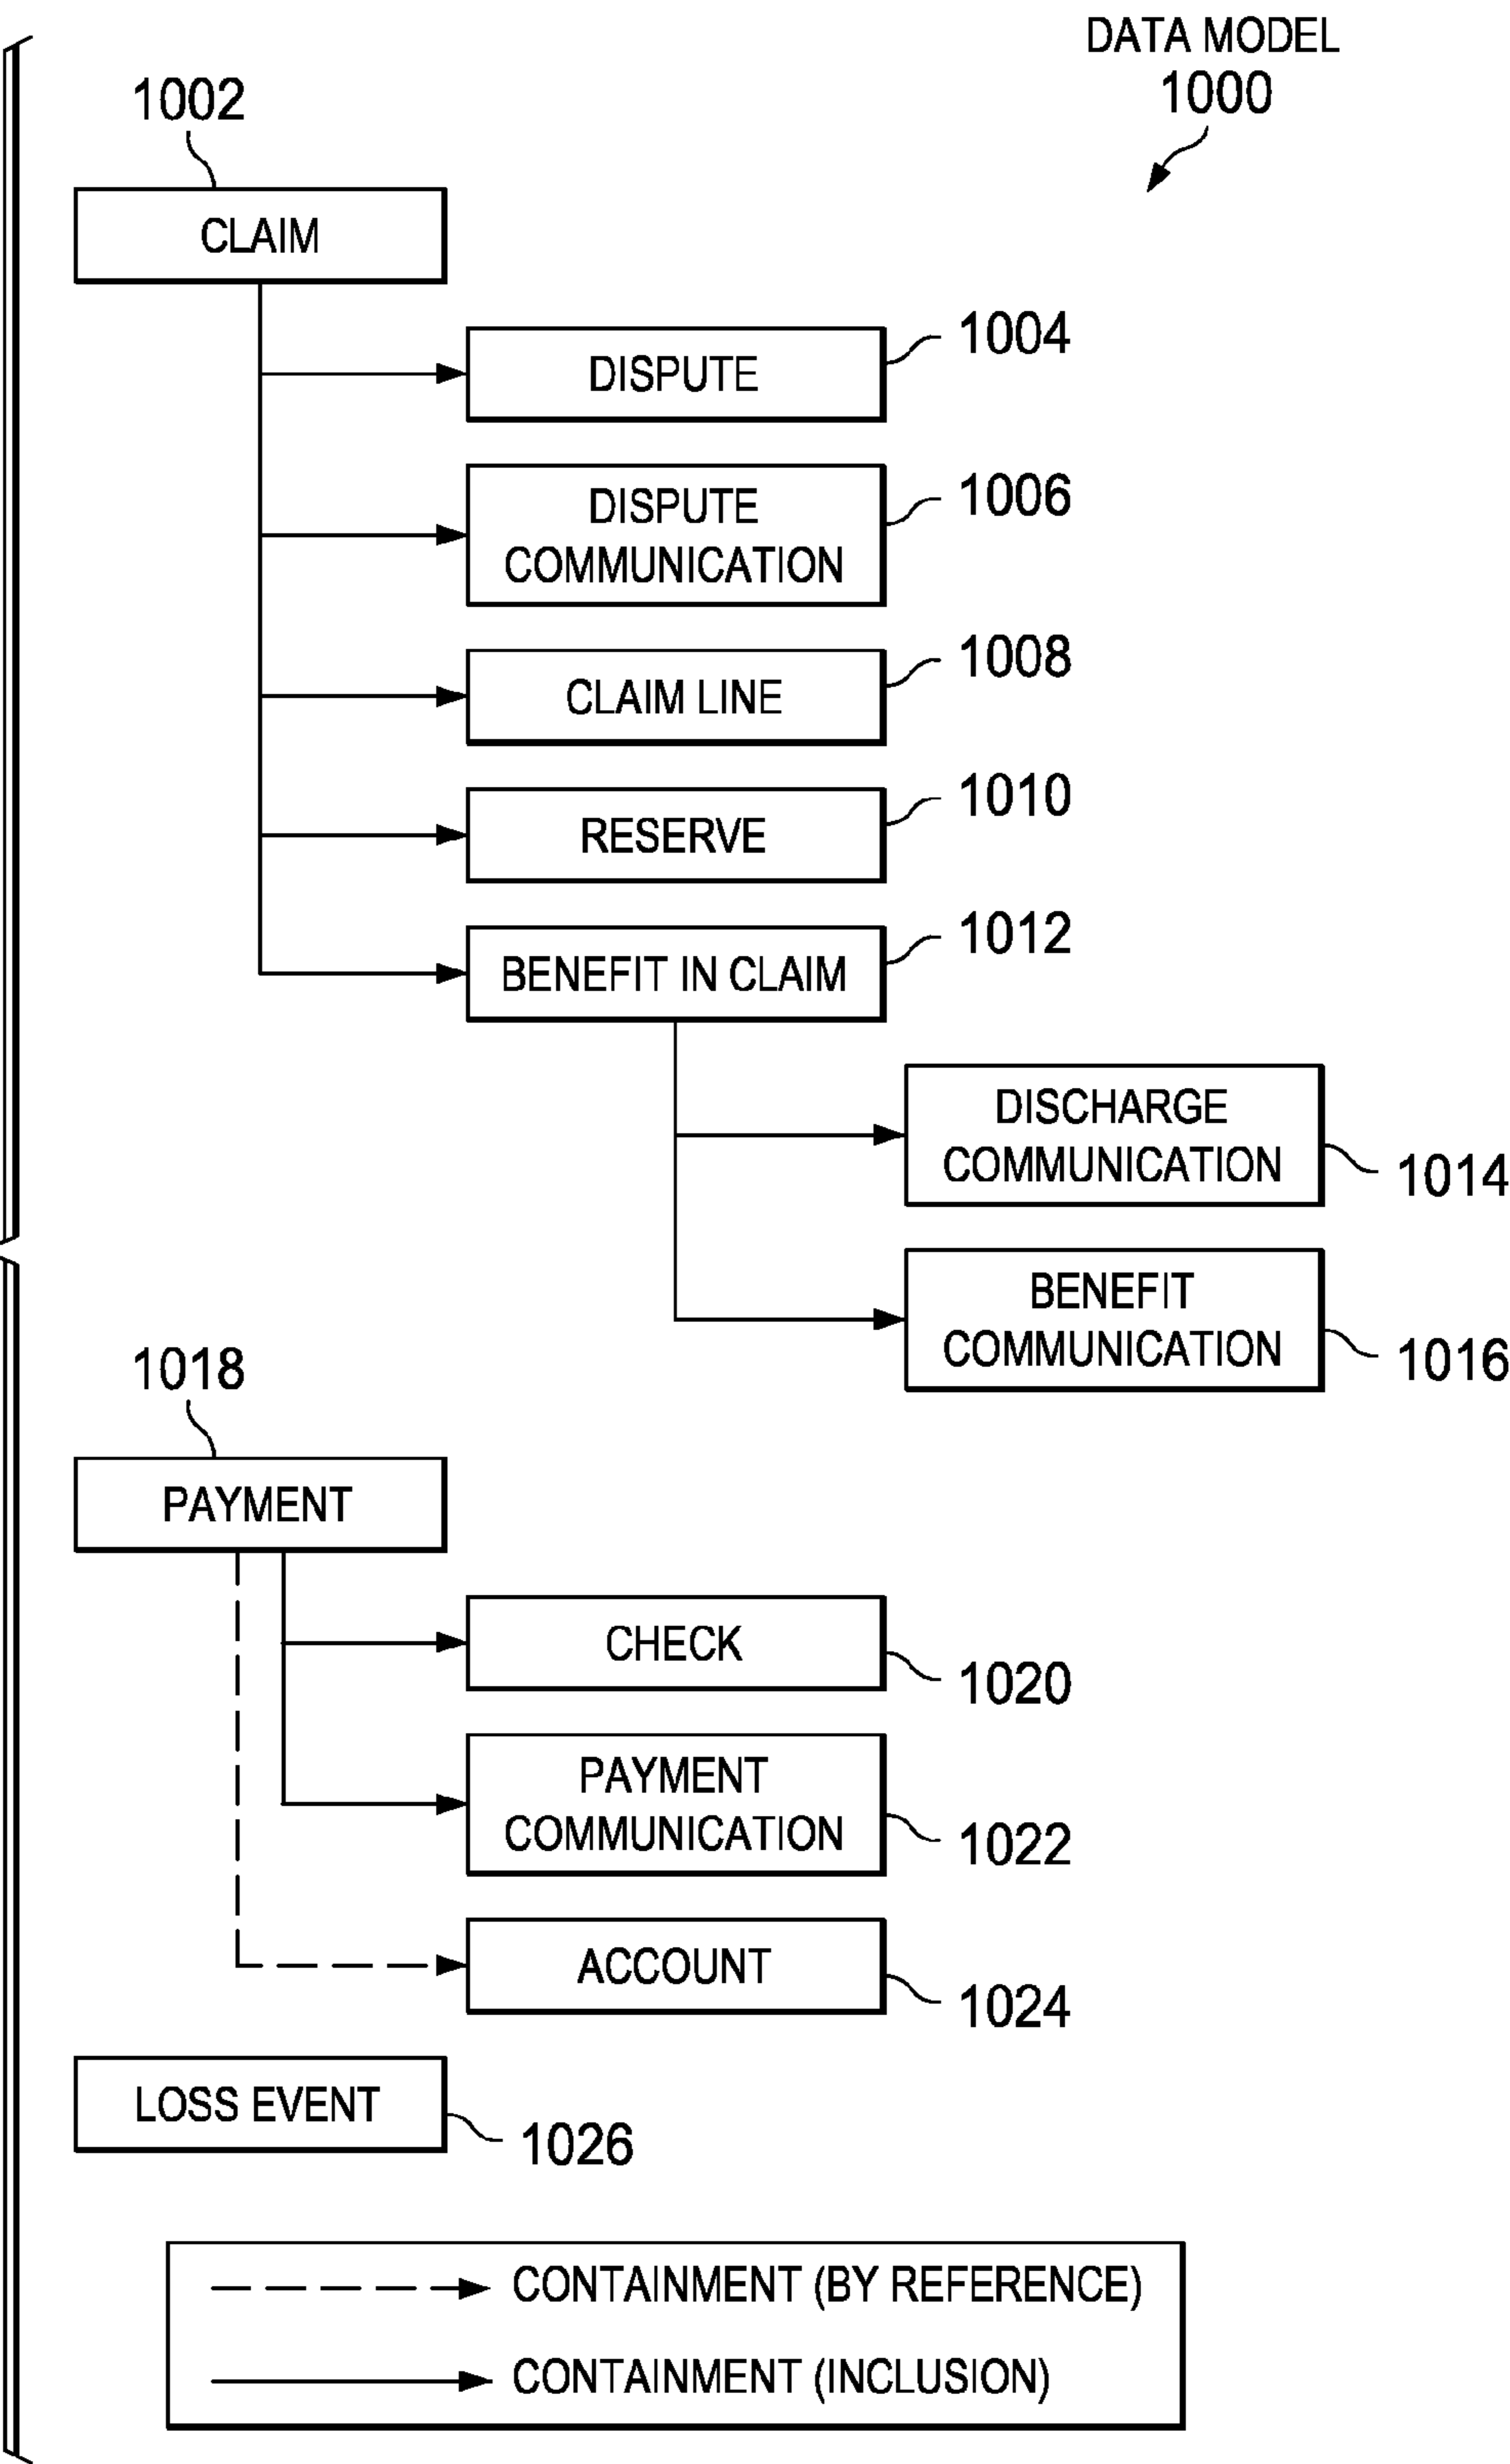 DATA MODEL
1000
1002
CLAIM
1004
DISPUTE
1006
DISPUTE
COMMUNICATION
1008
CLAIM LINE
1010
RESERVE
1012
BENEFIT IN CLAIM
DISCHARGE
COMMUNICATION
1014
BENEFIT
COMMUNICATION
1016
1018
PAYMENT
CHECK
1020
PAYMENT
COMMUNICATION
1022
ACCOUNT
1024
LOSS EVENT
1026
CONTAINMENT (BY REFERENCE)
CONTAINMENT (INCLUSION)